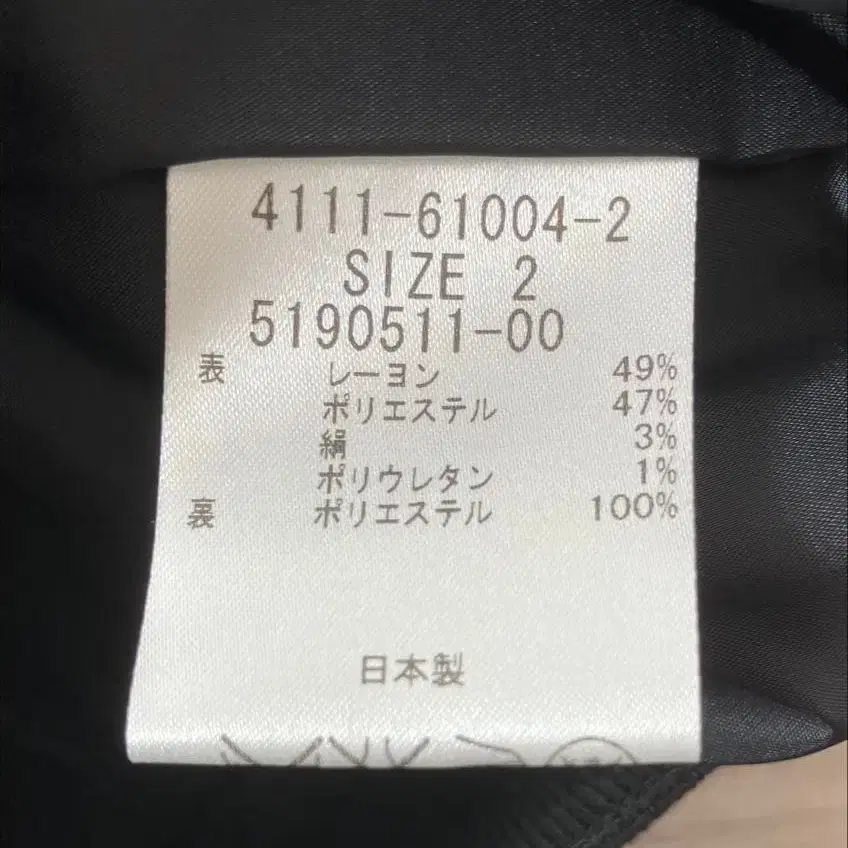 4111-61004-2
SIZE 2
5190511-00
表 レーヨン 49%
ポリエステル 47%
絹 3%
ポリウレタン 1%
裏 ポリエステル 100%
日本製